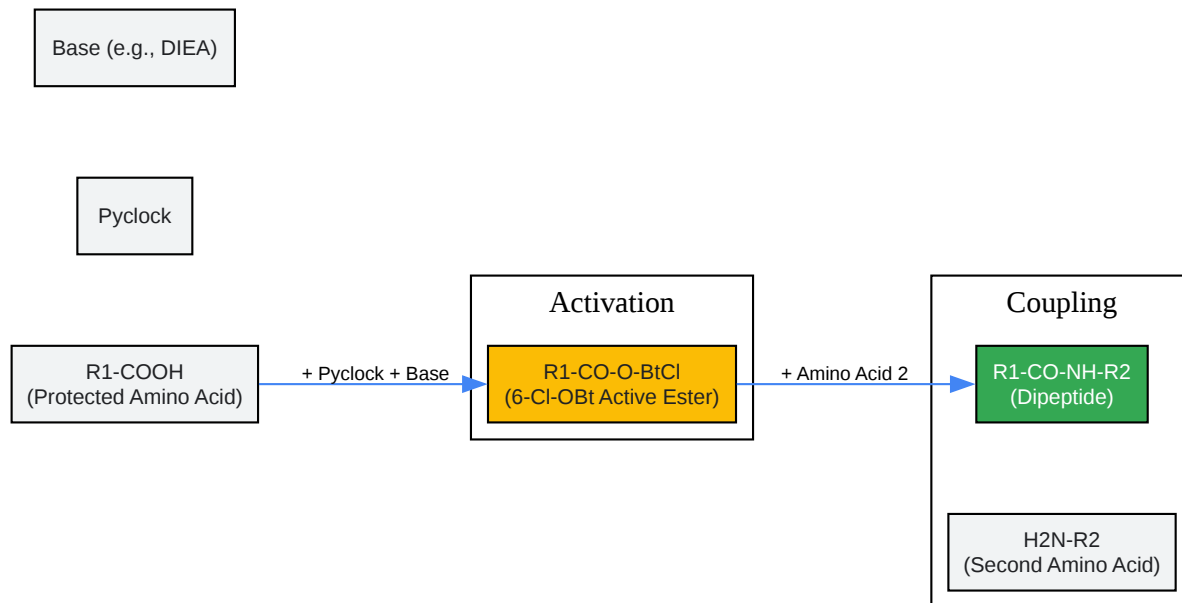 Base (e.g., DIEA)
Pyclock
Activation
Coupling
R1-COOH
(Protected Amino Acid)
+ Pyclock + Base
R1-CO-O-BtCl
(6-Cl-OBt Active Ester)
+ Amino Acid 2
R1-CO-NH-R2
(Dipeptide)
H2N-R2
(Second Amino Acid)